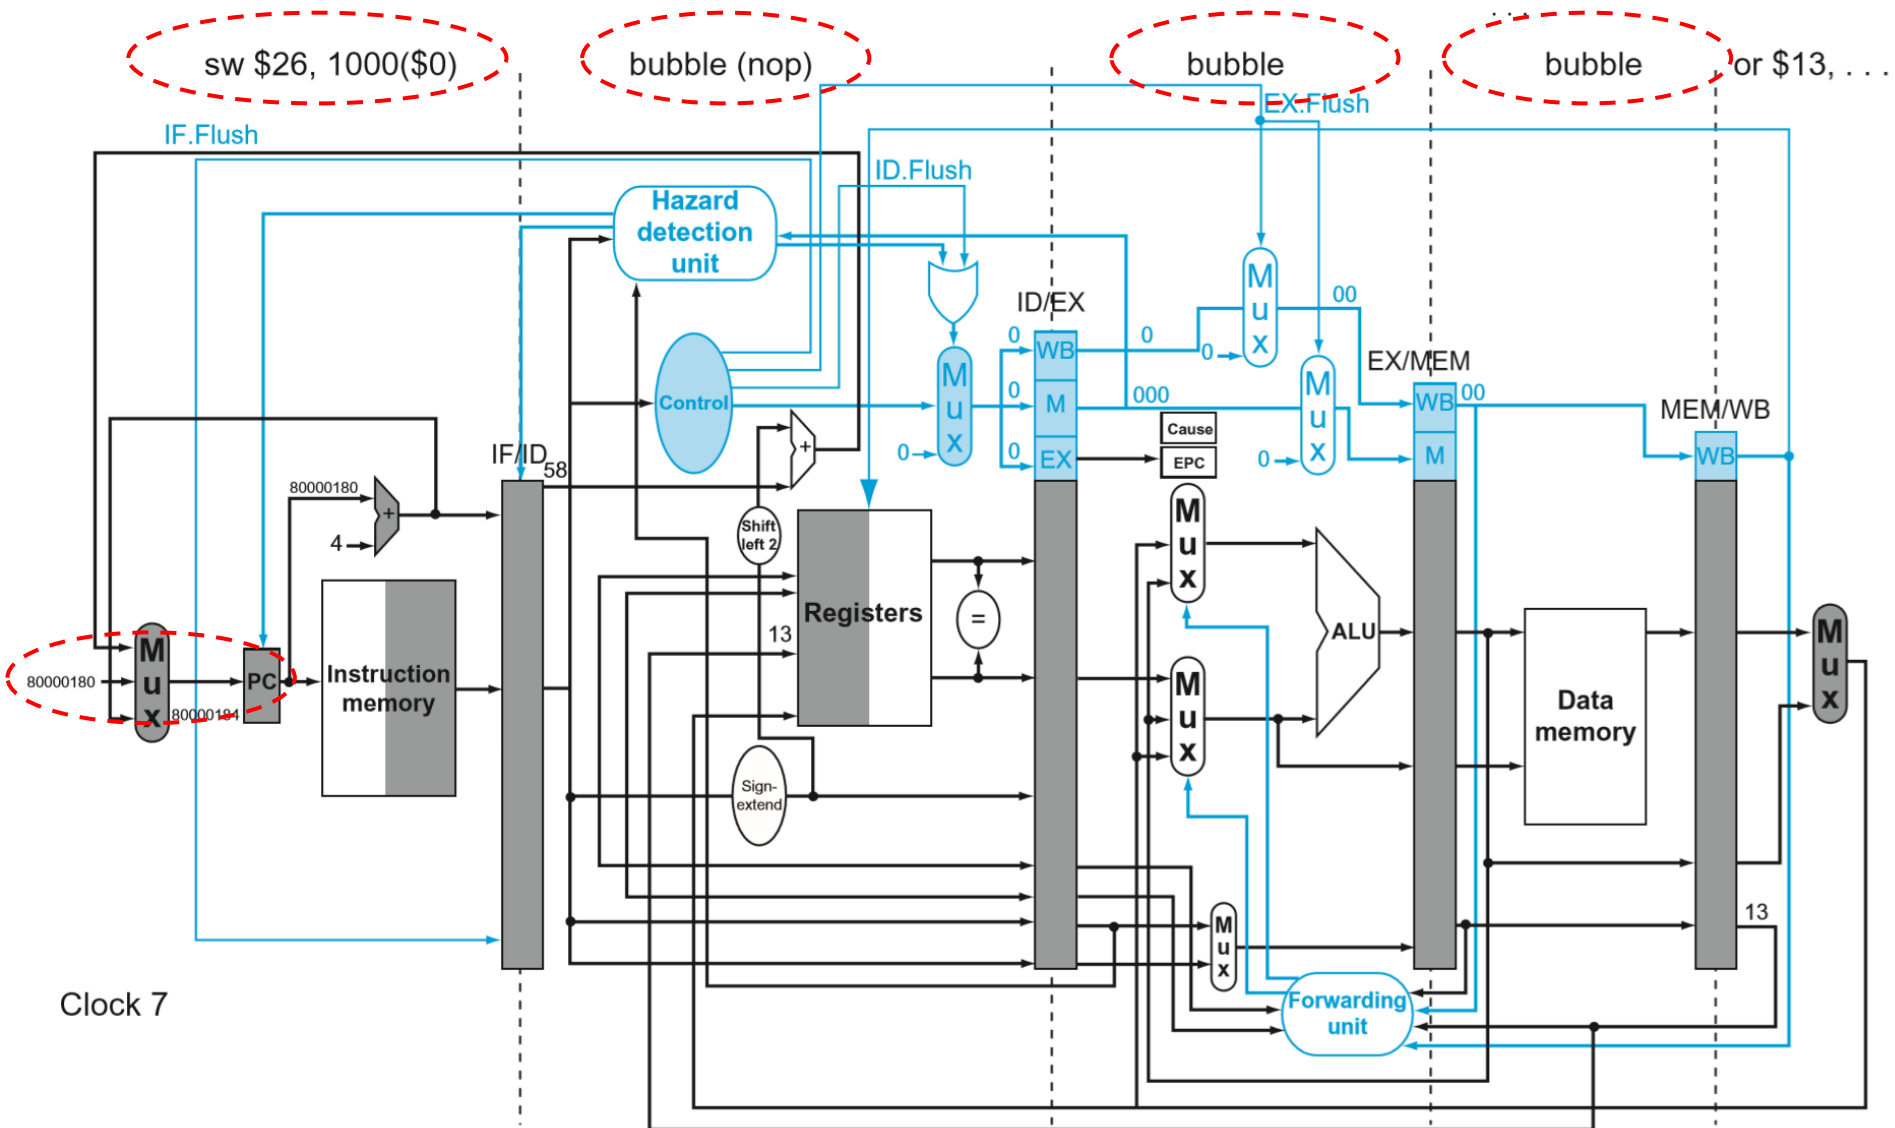 . . .
sw $26, 1000($0)
bubble (nop)
bubble
bubble
or $13, . . .
EX.Flush
IF.Flush
ID.Flush
Hazard
detection
unit
M
u
x
0
00
ID/EX
0
WB
0
0
M
000
0
EX
M
u
x
0
Control
M
u
x
0
Cause
EPC
EX/MEM
WB
00
M
MEM/WB
WB
IF/ID
58
+
80000180
+
4
Shift
left 2
M
u
x
Registers
=
13
ALU
M
u
x
80000180
80000184
PC
Instruction
memory
M
u
x
Data
memory
M
u
x
Sign-
extend
M
u
x
13
Forwarding
unit
Clock 7